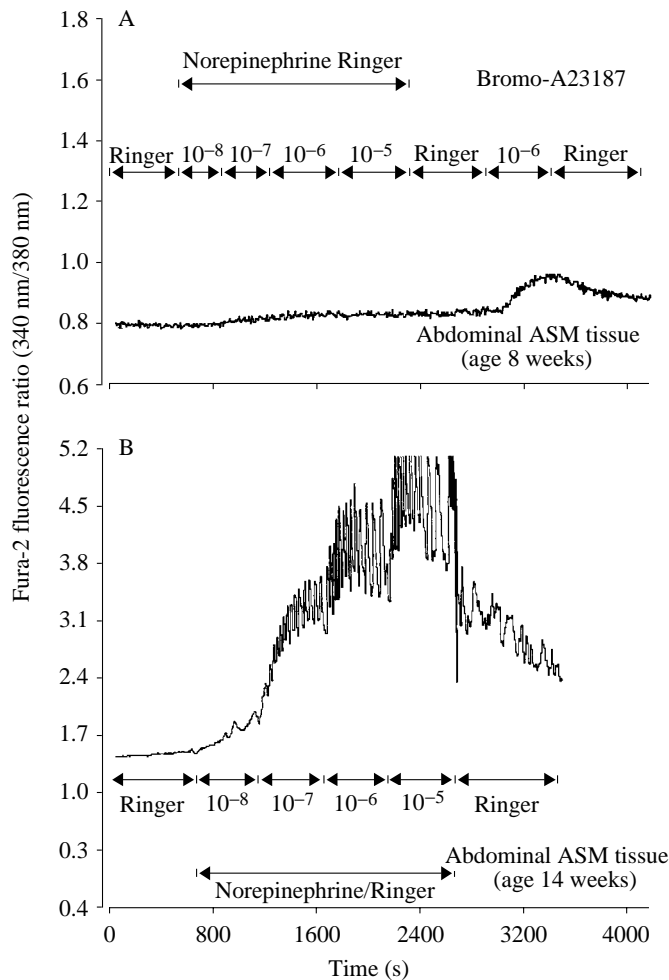 A
1.8
Norepinephrine Ringer
1.6
Bromo-A23187
1.4
Ringer 10⁻⁸ 10⁻⁷ 10⁻⁶ 10⁻⁵ Ringer 10⁻⁶ Ringer
1.2
1.0
0.8
Abdominal ASM tissue
(age 8 weeks)
0.6
Fura-2 fluorescence ratio (340 nm/380 nm)
B
5.2
4.5
3.8
3.1
2.4
1.7
1.0
Ringer 10⁻⁸ 10⁻⁷ 10⁻⁶ 10⁻⁵ Ringer
0.3
Abdominal ASM tissue
(age 14 weeks)
Norepinephrine/Ringer
0.4
0 800 1600 2400 3200 4000
Time (s)